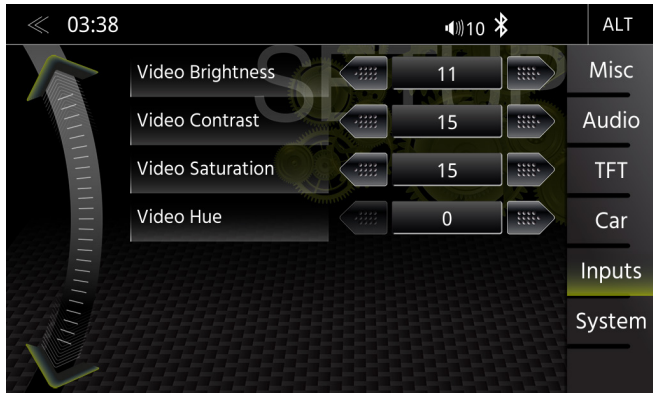 03:38
10
ALT
SETUP
Video Brightness 11
Video Contrast 15
Video Saturation 15
Video Hue 0
Misc
Audio
TFT
Car
Inputs
System